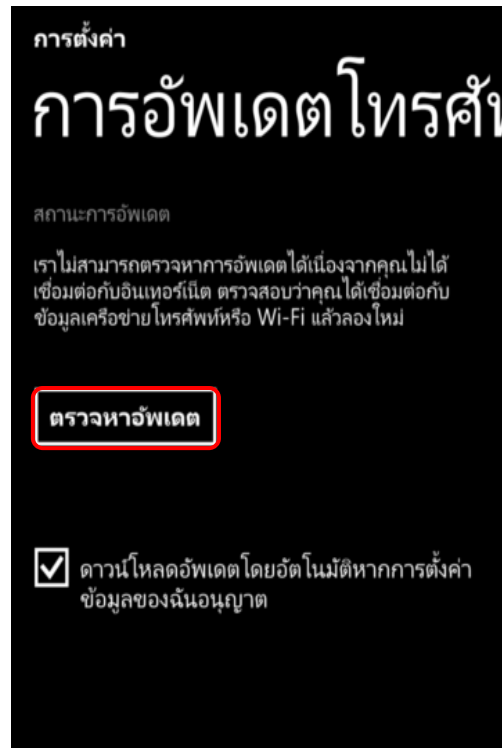 การตั้งค่า
การอัพเดตโทรศัพ
สถานะการอัพเดต
เราไม่สามารถตรวจหาการอัพเดตได้เนื่องจากคุณไม่ได้
เชื่อมต่อกับอินเทอร์เน็ต ตรวจสอบว่าคุณได้เชื่อมต่อกับ
ข้อมูลเครือข่ายโทรศัพท์หรือ Wi-Fi แล้วลองใหม่
ตรวจหาอัพเดต
ดาวน์โหลดอัพเดตโดยอัตโนมัติหากการตั้งค่า
ข้อมูลของฉันอนุญาต